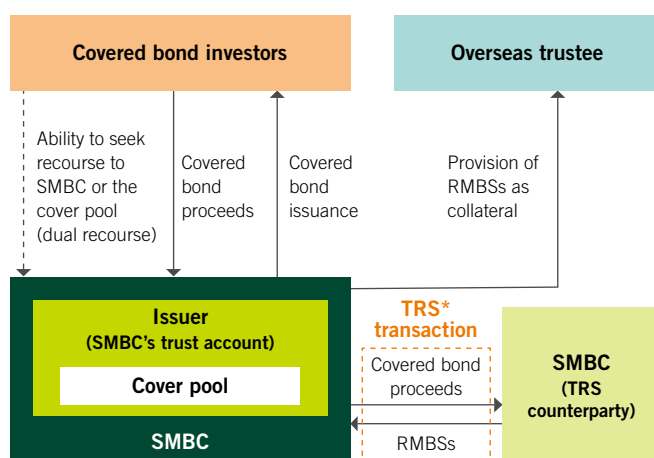 Covered bond investors
Overseas trustee
Ability to seek
recourse to
SMBC or the
cover pool
(dual recourse)
Covered
bond
proceeds
Covered
bond
issuance
Provision of
RMBSs as
collateral
Issuer
(SMBC's trust account)
Cover pool
SMBC
TRS*
transaction
Covered bond
proceeds
RMBSs
SMBC
(TRS
counterparty)